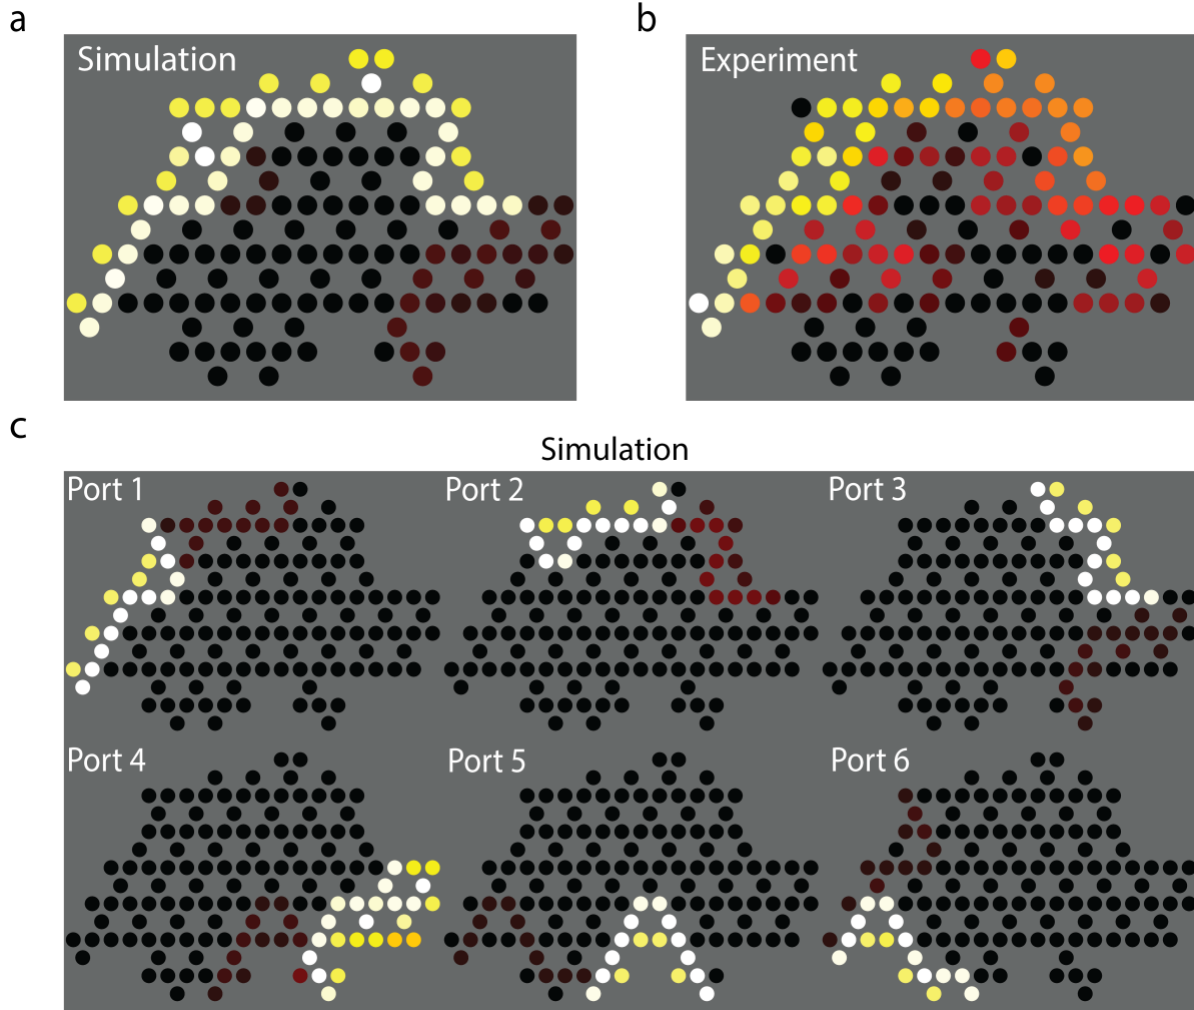 a
b
Simulation
Experiment
c
Simulation
Port 1
Port 2
Port 3
Port 4
Port 5
Port 6